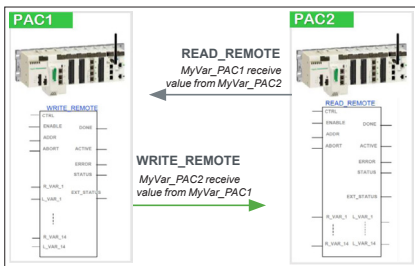 PAC1
PAC2
READ_REMOTE
MyVar_PAC1 receive
value from MyVar_PAC2
WRITE_REMOTE
MyVar_PAC2 receive
value from MyVar_PAC1
WRITE_REMOTE
CTRL
ENABLE DONE
ADDR
ABORT ACTIVE
ERROR
STATUS
R_VAR_1 EXT_STATUS
L_VAR_1
R_VAR_14
L_VAR_14
READ_REMOTE
CTRL
ENABLE DONE
ADDR
ABORT ACTIVE
ERROR
STATUS
EXT_STATUS
R_VAR_1 L_VAR_1
R_VAR_14 L_VAR_14